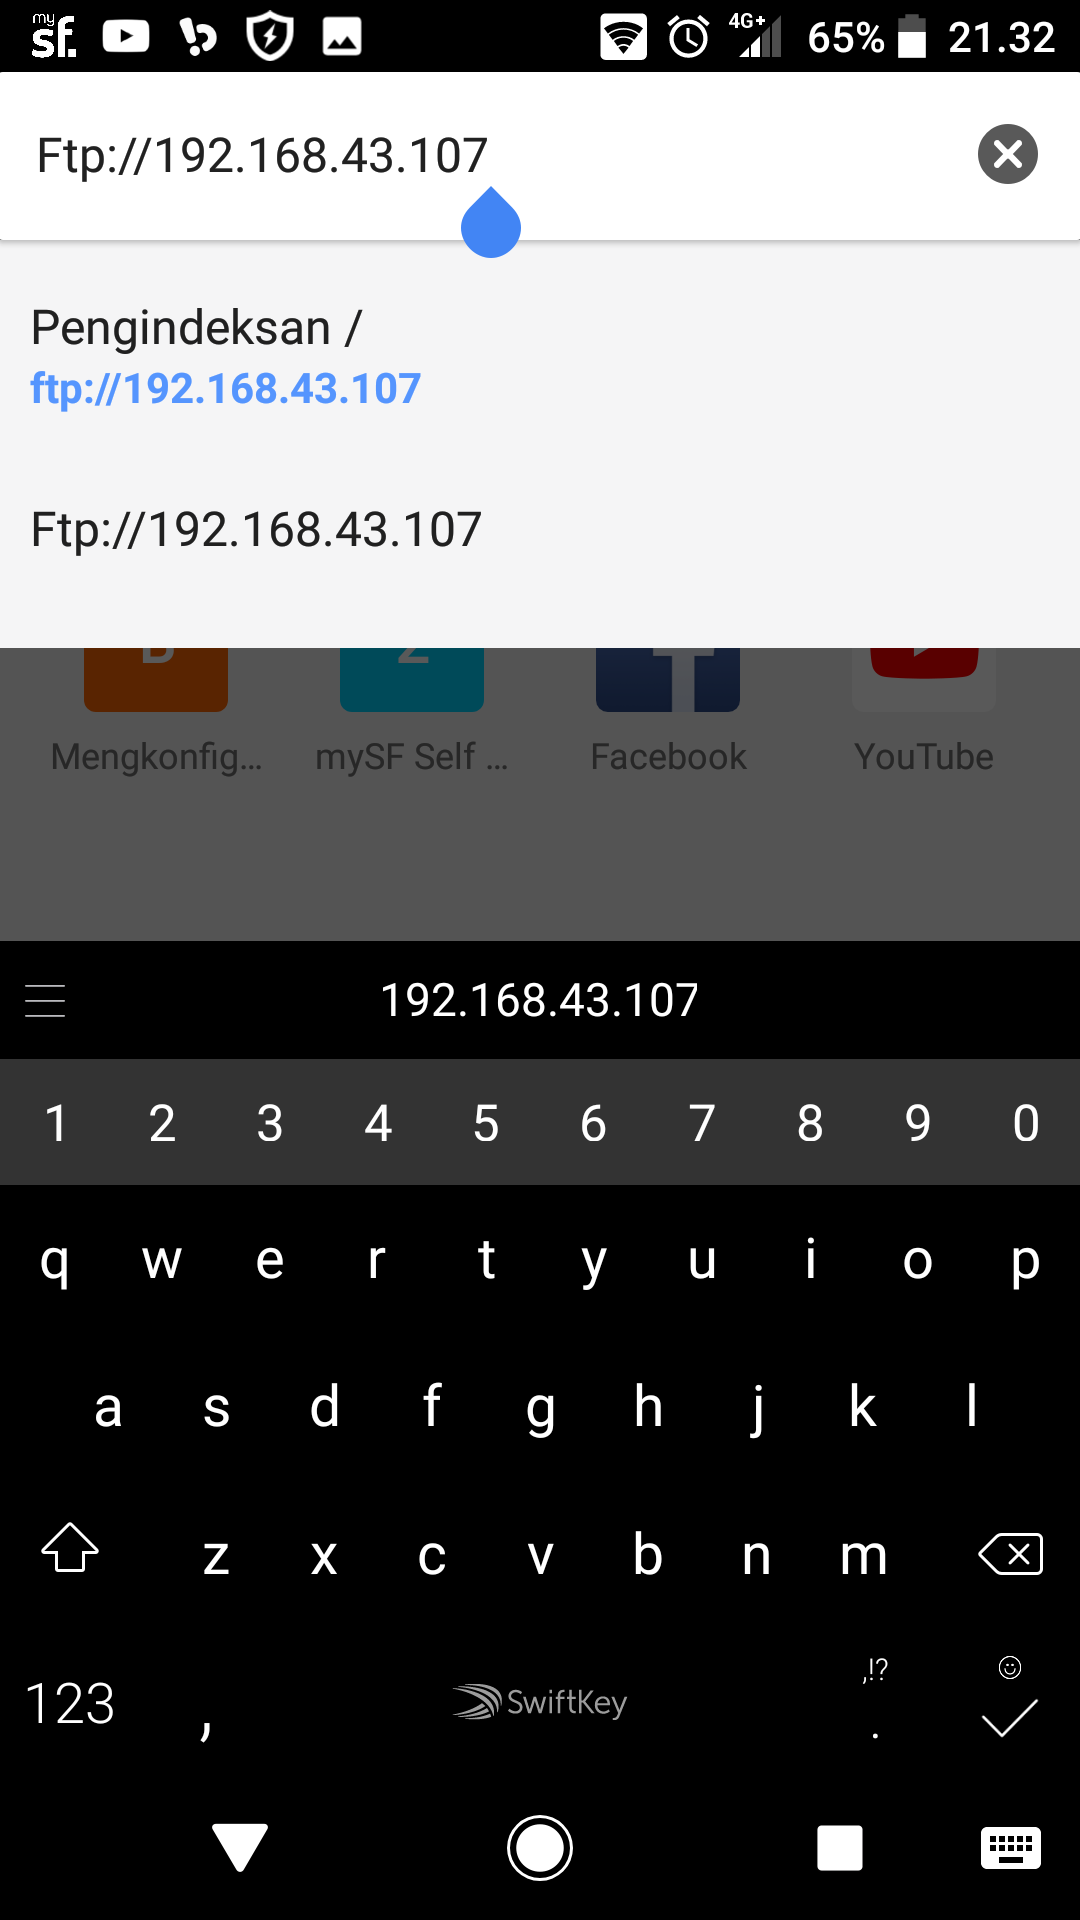 my
sf.
4G+
65%
21.32
Ftp://192.168.43.107
Pengindeksan /
ftp://192.168.43.107
Ftp://192.168.43.107
B
Z
Mengkonfig...
mySF Self ...
Facebook
YouTube
192.168.43.107
1 2 3 4 5 6 7 8 9 0
q w e r t y u i o p
a s d f g h j k l
z x c v b n m
,!?
123 , SwiftKey .